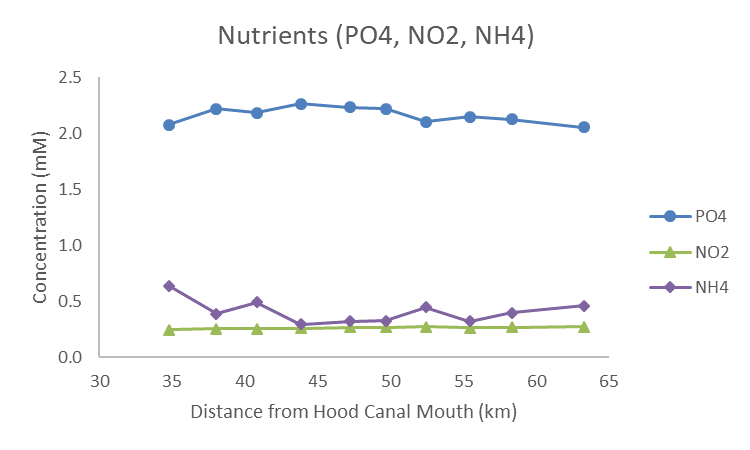 Nutrients (PO4, NO2, NH4)
2.5
2.0
1.5
1.0
0.5
0.0
Concentration (mM)
30 35 40 45 50 55 60 65
Distance from Hood Canal Mouth (km)
PO4
NO2
NH4